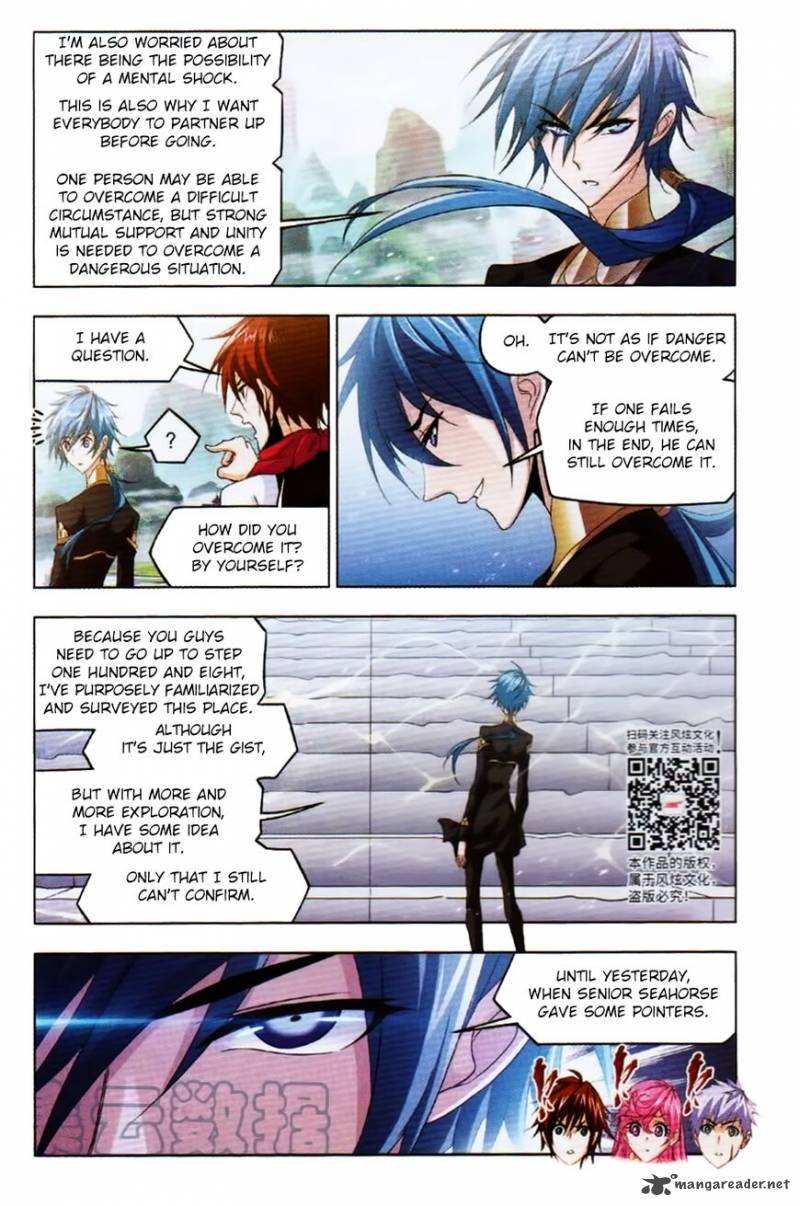 I'M ALSO WORRIED ABOUT
THERE BEING THE POSSIBILITY
OF A MENTAL SHOCK.
THIS IS ALSO WHY I WANT
EVERYBODY TO PARTNER UP
BEFORE GOING.
ONE PERSON MAY BE ABLE
TO OVERCOME A DIFFICULT
CIRCUMSTANCE, BUT STRONG
MUTUAL SUPPORT AND UNITY
IS NEEDED TO OVERCOME A
DANGEROUS SITUATION.
I HAVE A
QUESTION.
?
HOW DID YOU
OVERCOME IT?
BY YOURSELF?
OH.
IT'S NOT AS IF DANGER
CAN'T BE OVERCOME.
IF ONE FAILS
ENOUGH TIMES,
IN THE END, HE CAN
STILL OVERCOME IT.
BECAUSE YOU GUYS
NEED TO GO UP TO STEP
ONE HUNDRED AND EIGHT,
I'VE PURPOSELY FAMILIARIZED
AND SURVEYED THIS PLACE.
ALTHOUGH
IT'S JUST THE GIST,
BUT WITH MORE AND
MORE EXPLORATION,
I HAVE SOME IDEA
ABOUT IT.
ONLY THAT I STILL
CAN'T CONFIRM.
扫码关注风炫文化!
参与官方互动活动
本作品的版权,
属于风炫文化,
盗版必究!
UNTIL YESTERDAY,
WHEN SENIOR SEAHORSE
GAVE SOME POINTERS.
云数据
mangareader.net